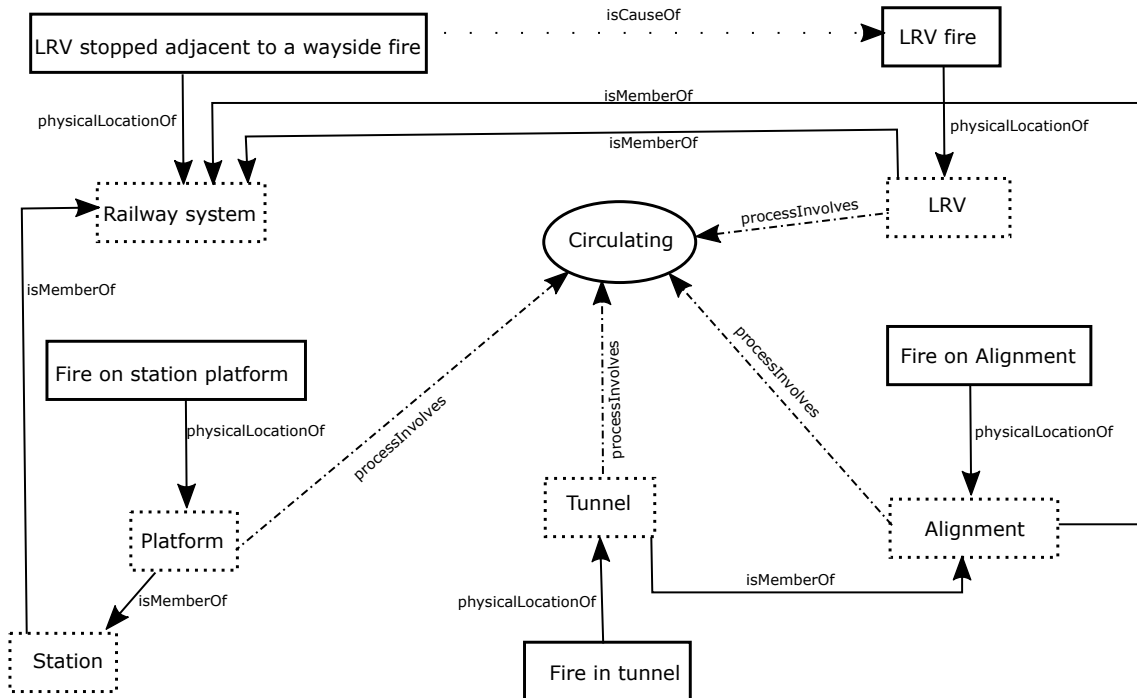 isCauseOf
LRV stopped adjacent to a wayside fire
LRV fire
isMemberOf
physicalLocationOf
physicalLocationOf
isMemberOf
Railway system
LRV
processInvolves
Circulating
isMemberOf
Fire on station platform
processInvolves
Fire on Alignment
physicalLocationOf
processInvolves
processInvolves
physicalLocationOf
Tunnel
Platform
Alignment
isMemberOf
isMemberOf
physicalLocationOf
Station
Fire in tunnel